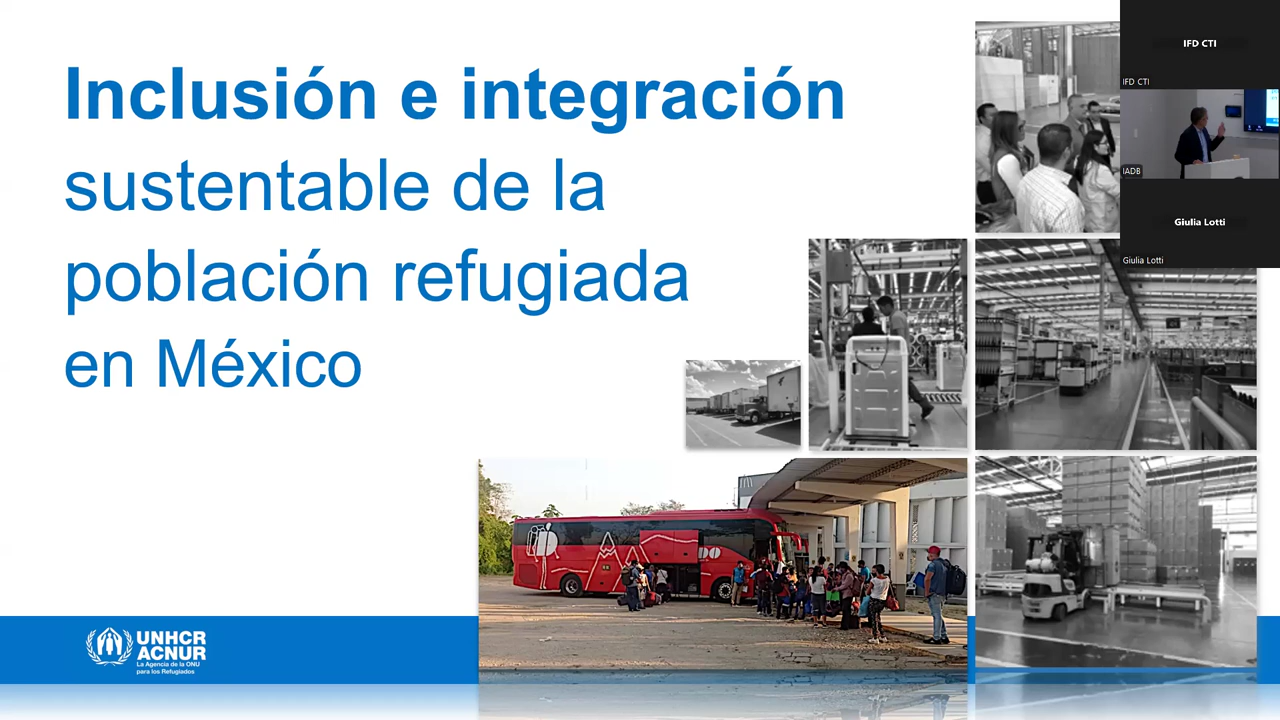 Inclusión e integración
sustentable de la
población refugiada
en México
UNHCR
ACNUR
La Agencia de la ONU
para los Refugiados
IFD CTI
IFD CTI
IADB
Giulia Lotti
Giulia Lotti